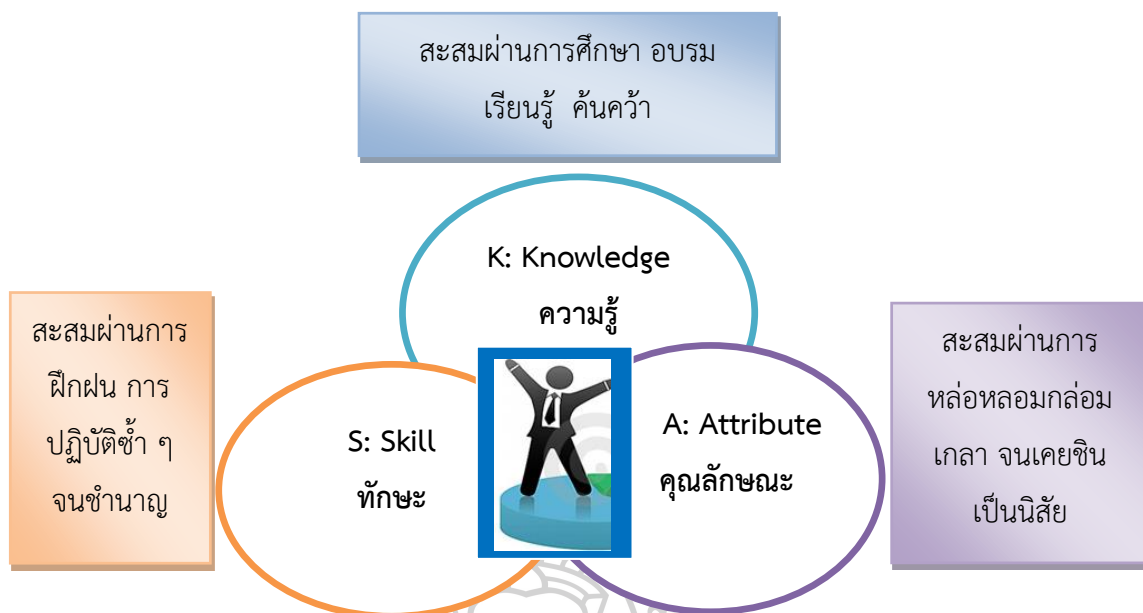 สะสมผ่านการศึกษา อบรม
เรียนรู้  ค้นคว้า
K: Knowledge
ความรู้
สะสมผ่านการ
ฝึกฝน การ
ปฏิบัติซ้ำ ๆ
จนชำนาญ
S: Skill
ทักษะ
A: Attribute
คุณลักษณะ
สะสมผ่านการ
หล่อหลอมกล่อม
เกลา จนเคยชิน
เป็นนิสัย